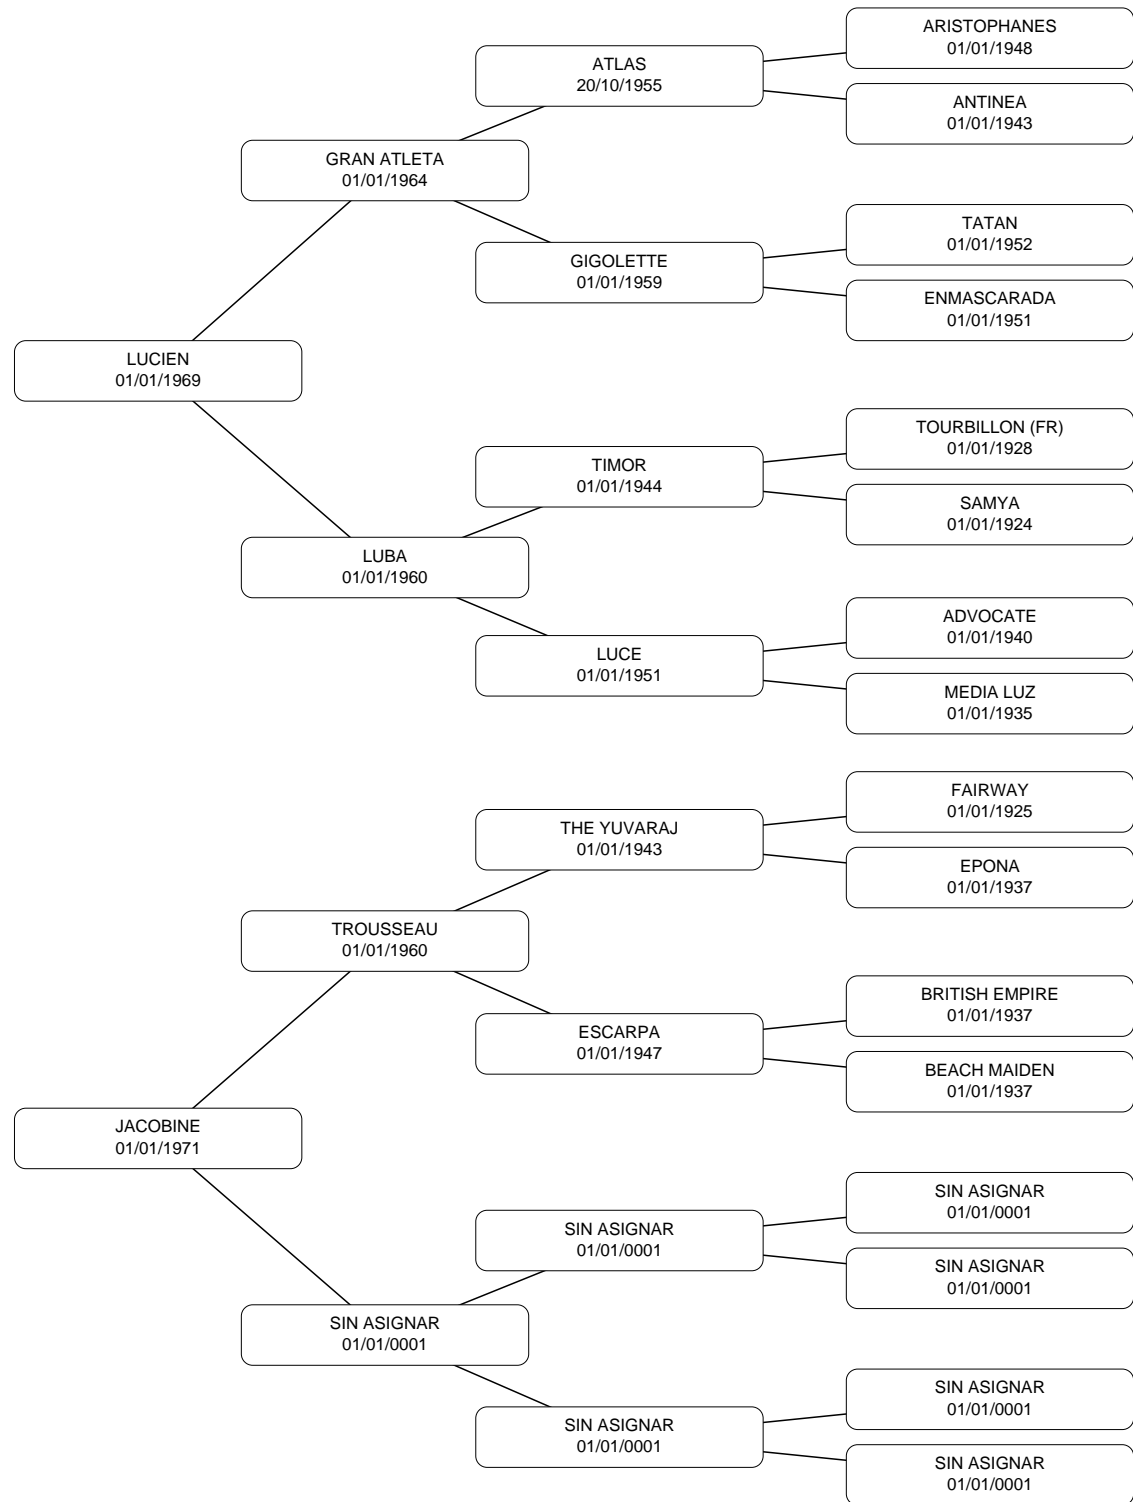 ARISTOPHANES
01/01/1948
ATLAS
20/10/1955
ANTINEA
01/01/1943
GRAN ATLETA
01/01/1964
TATAN
01/01/1952
GIGOLETTE
01/01/1959
ENMASCARADA
01/01/1951
LUCIEN
01/01/1969
TOURBILLON (FR)
01/01/1928
TIMOR
01/01/1944
SAMYA
01/01/1924
LUBA
01/01/1960
ADVOCATE
01/01/1940
LUCE
01/01/1951
MEDIA LUZ
01/01/1935
FAIRWAY
01/01/1925
THE YUVARAJ
01/01/1943
EPONA
01/01/1937
TROUSSEAU
01/01/1960
BRITISH EMPIRE
01/01/1937
ESCARPA
01/01/1947
BEACH MAIDEN
01/01/1937
JACOBINE
01/01/1971
SIN ASIGNAR
01/01/0001
SIN ASIGNAR
01/01/0001
SIN ASIGNAR
01/01/0001
SIN ASIGNAR
01/01/0001
SIN ASIGNAR
01/01/0001
SIN ASIGNAR
01/01/0001
SIN ASIGNAR
01/01/0001